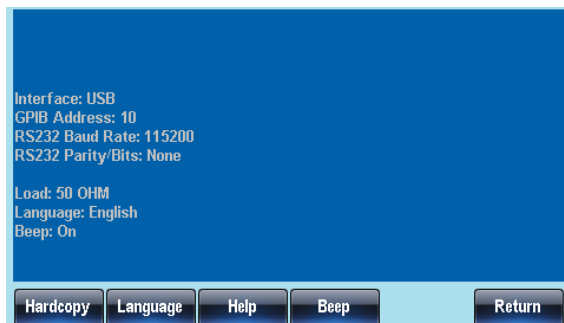 Interface: USB
GPIB Address: 10
RS232 Baud Rate: 115200
RS232 Parity/Bits: None
Load: 50 OHM
Language: English
Beep: On
Hardcopy Language Help Beep Return